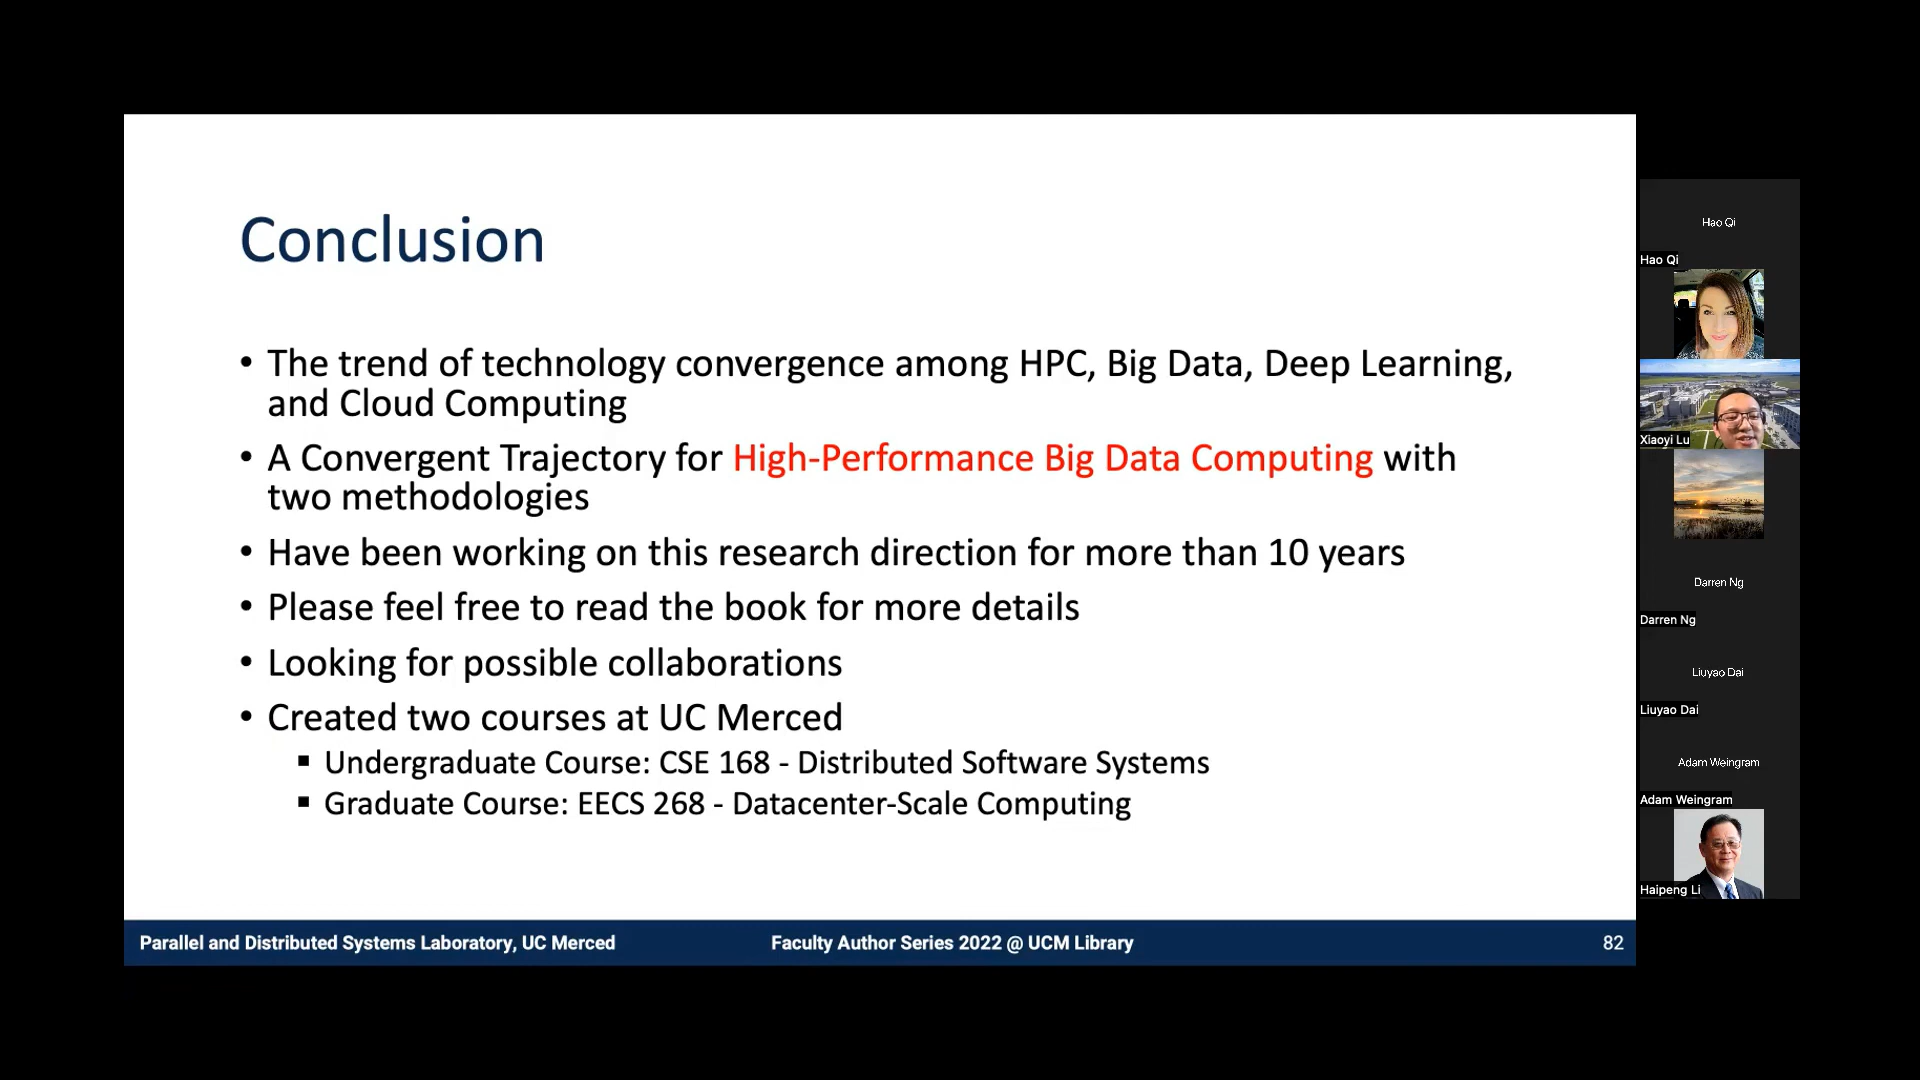 Conclusion
• The trend of technology convergence among HPC, Big Data, Deep Learning,
and Cloud Computing
• A Convergent Trajectory for High-Performance Big Data Computing with
two methodologies
• Have been working on this research direction for more than 10 years
• Please feel free to read the book for more details
• Looking for possible collaborations
• Created two courses at UC Merced
▪ Undergraduate Course: CSE 168 - Distributed Software Systems
▪ Graduate Course: EECS 268 - Datacenter-Scale Computing
Parallel and Distributed Systems Laboratory, UC Merced
Faculty Author Series 2022 @ UCM Library
82
Hao Qi
Hao Qi
Xiaoyi Lu
Darren Ng
Darren Ng
Liuyao Dai
Liuyao Dai
Adam Weingram
Adam Weingram
Haipeng Li